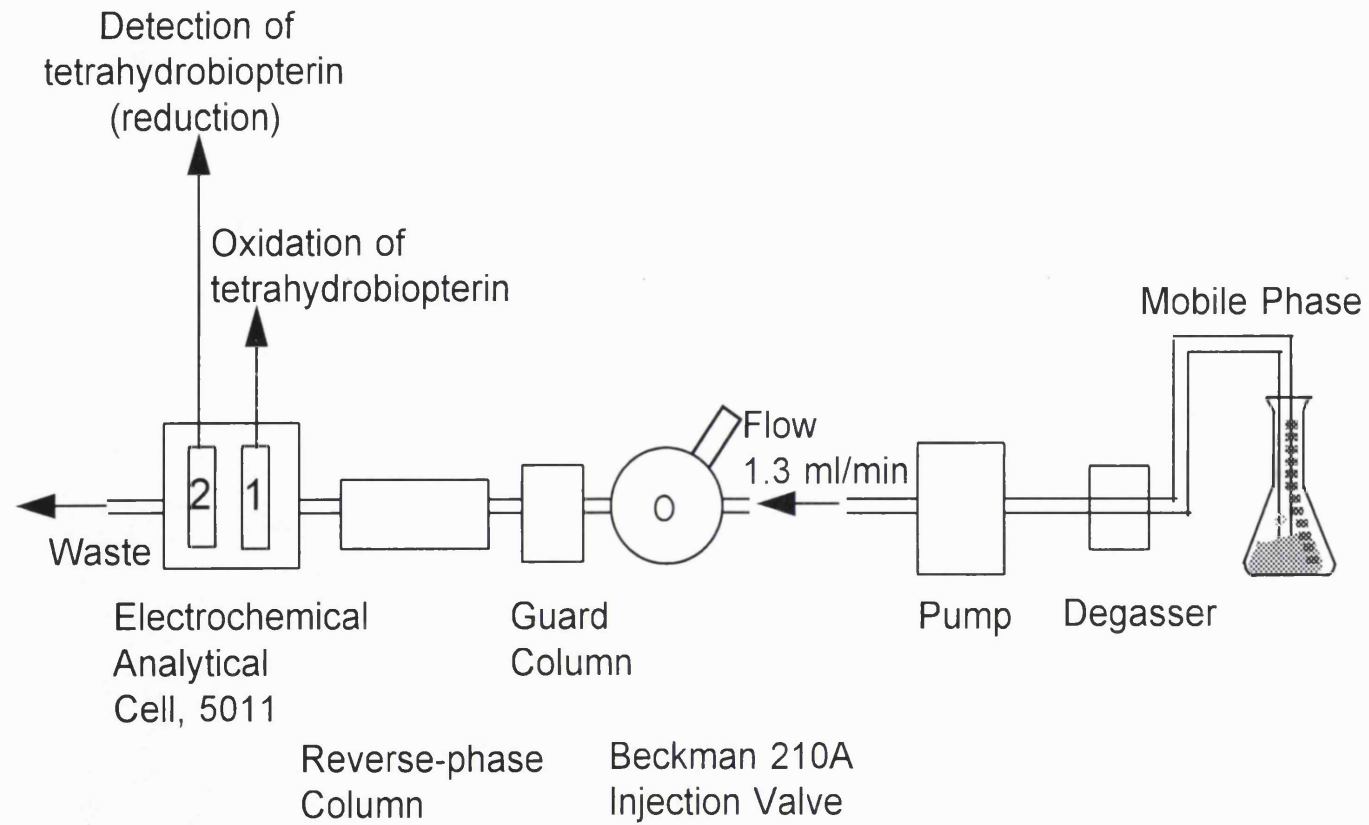 Detection of
tetrahydrobiopterin
(reduction)
Oxidation of
tetrahydrobiopterin
Mobile Phase
Flow
1.3 ml/min
2
1
Waste
Electrochemical
Analytical
Cell, 5011
Guard
Column
Pump
Degasser
Reverse-phase
Column
Beckman 210A
Injection Valve